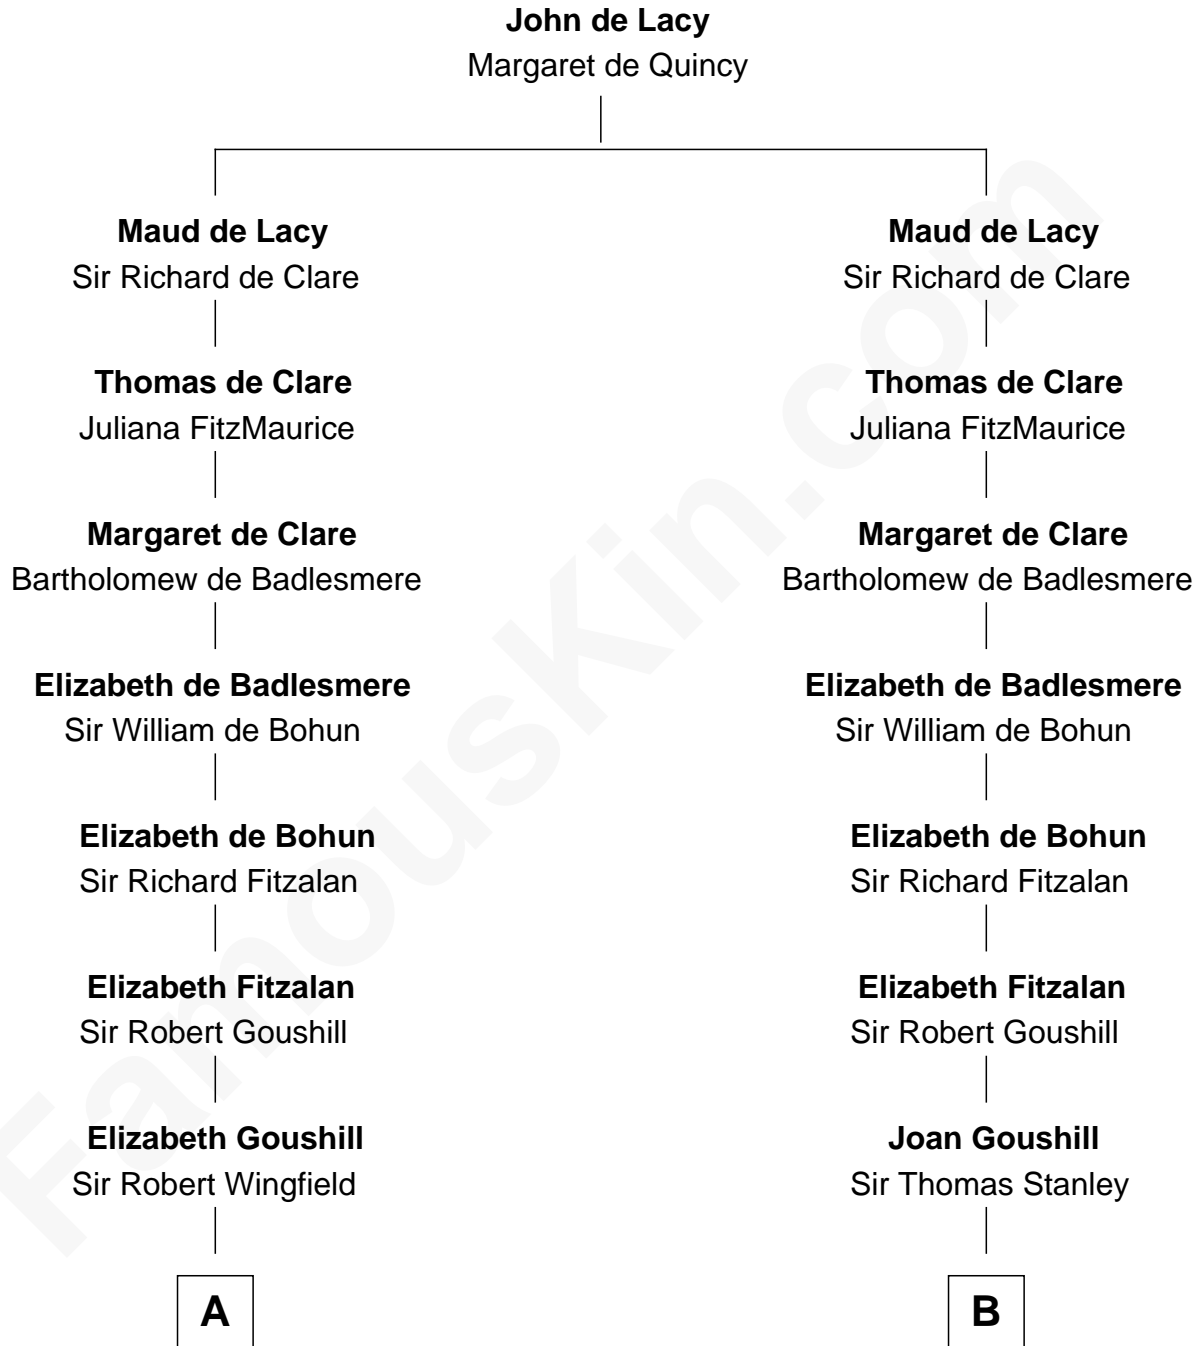 John de Lacy
Margaret de Quincy
Maud de Lacy
Sir Richard de Clare
Maud de Lacy
Sir Richard de Clare
Thomas de Clare
Juliana FitzMaurice
Thomas de Clare
Juliana FitzMaurice
Margaret de Clare
Bartholomew de Badlesmere
Margaret de Clare
Bartholomew de Badlesmere
Elizabeth de Badlesmere
Sir William de Bohun
Elizabeth de Badlesmere
Sir William de Bohun
Elizabeth de Bohun
Sir Richard Fitzalan
Elizabeth de Bohun
Sir Richard Fitzalan
Elizabeth Fitzalan
Sir Robert Goushill
Elizabeth Fitzalan
Sir Robert Goushill
Elizabeth Goushill
Sir Robert Wingfield
Joan Goushill
Sir Thomas Stanley
A
B
FamousKin.com